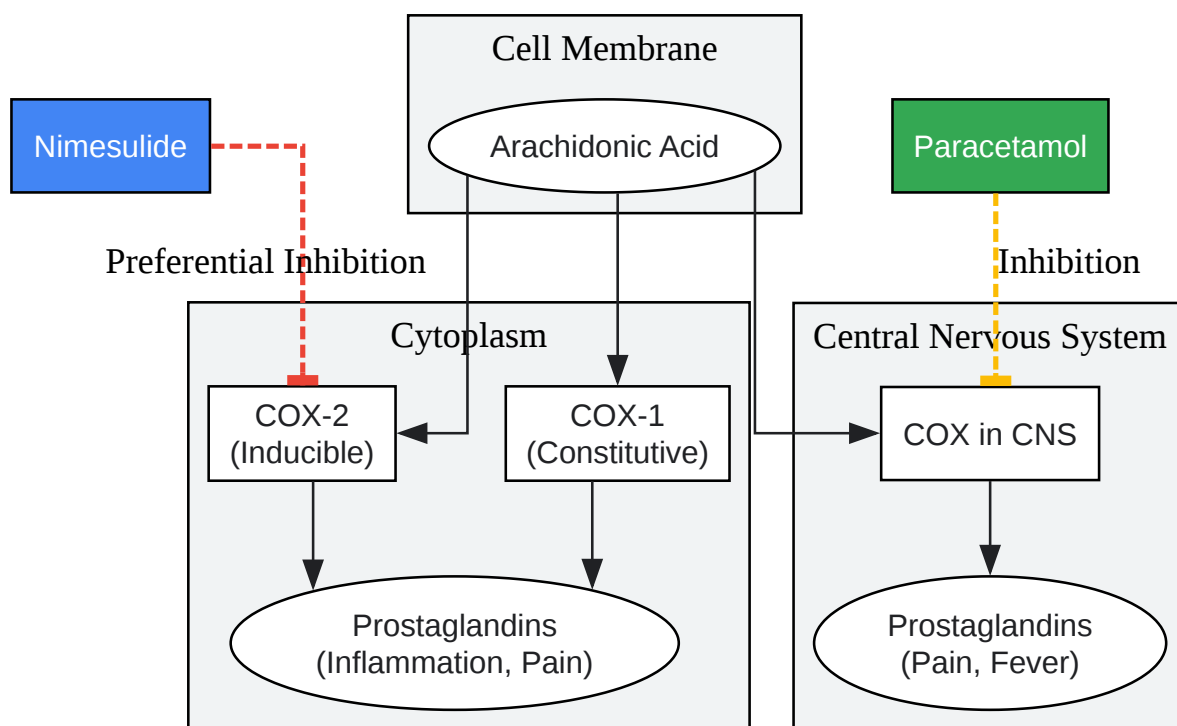 Cell Membrane
Nimesulide
Arachidonic Acid
Paracetamol
Preferential Inhibition
Inhibition
Cytoplasm
Central Nervous System
COX-2
(Inducible)
COX-1
(Constitutive)
COX in CNS
Prostaglandins
(Inflammation, Pain)
Prostaglandins
(Pain, Fever)